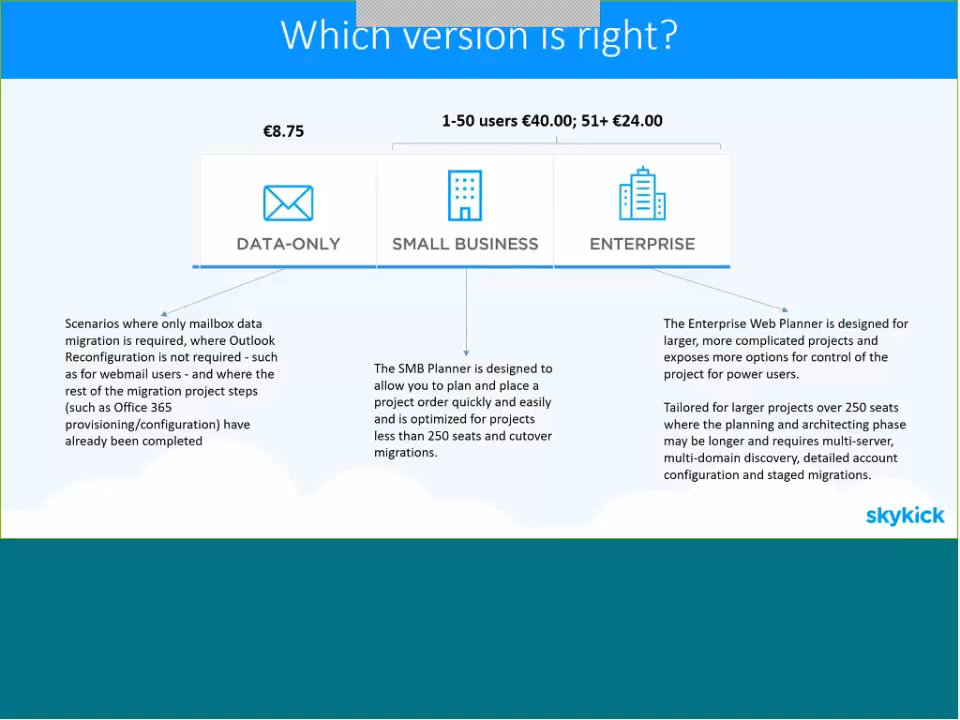 Which version is right?
€8.75
1-50 users €40.00; 51+ €24.00
DATA-ONLY
SMALL BUSINESS
ENTERPRISE
Scenarios where only mailbox data
migration is required, where Outlook
Reconfiguration is not required - such
as for webmail users - and where the
rest of the migration project steps
(such as Office 365
provisioning/configuration) have
already been completed
The SMB Planner is designed to
allow you to plan and place a
project order quickly and easily
and is optimized for projects
less than 250 seats and cutover
migrations.
The Enterprise Web Planner is designed for
larger, more complicated projects and
exposes more options for control of the
project for power users.
Tailored for larger projects over 250 seats
where the planning and architecting phase
may be longer and requires multi-server,
multi-domain discovery, detailed account
configuration and staged migrations.
skykick